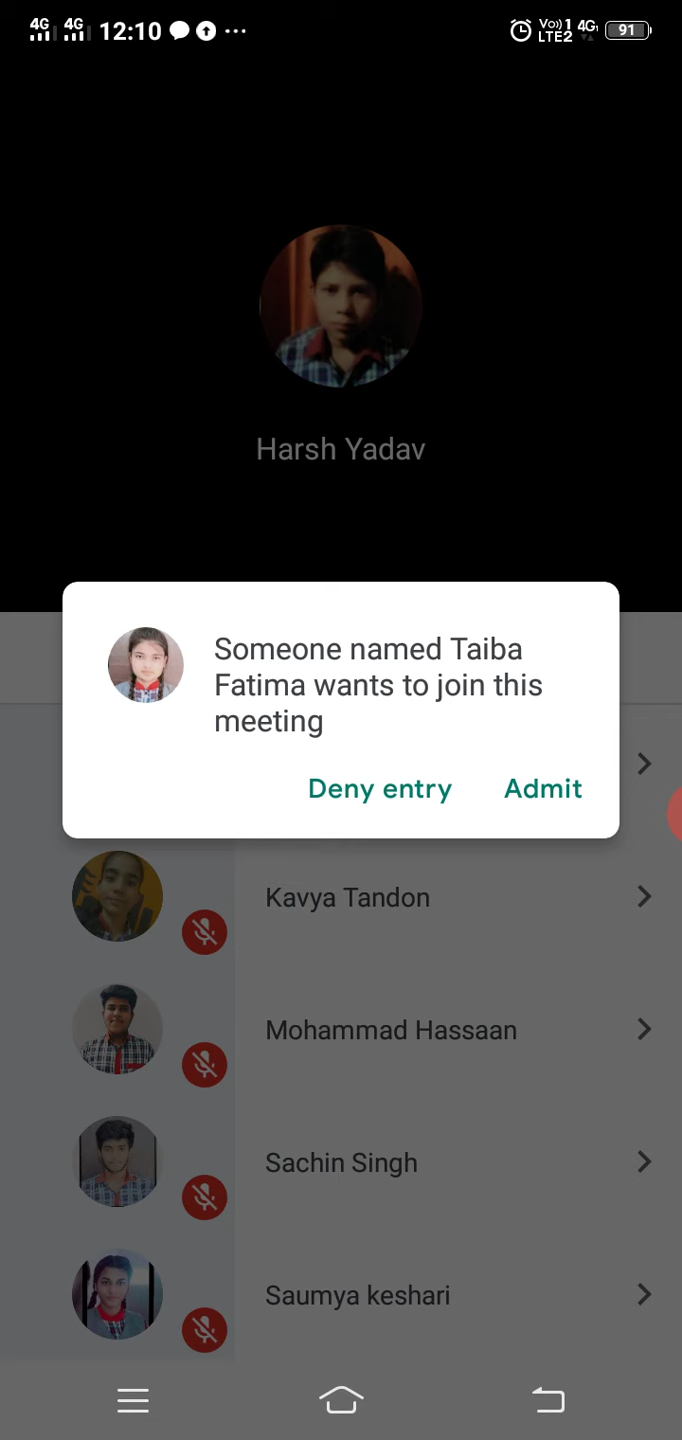 4G 4G 12:10 Vo)) 1 LTE2 4G 91
Harsh Yadav
Someone named Taiba
Fatima wants to join this
meeting
Deny entry Admit
Kavya Tandon
Mohammad Hassaan
Sachin Singh
Saumya keshari